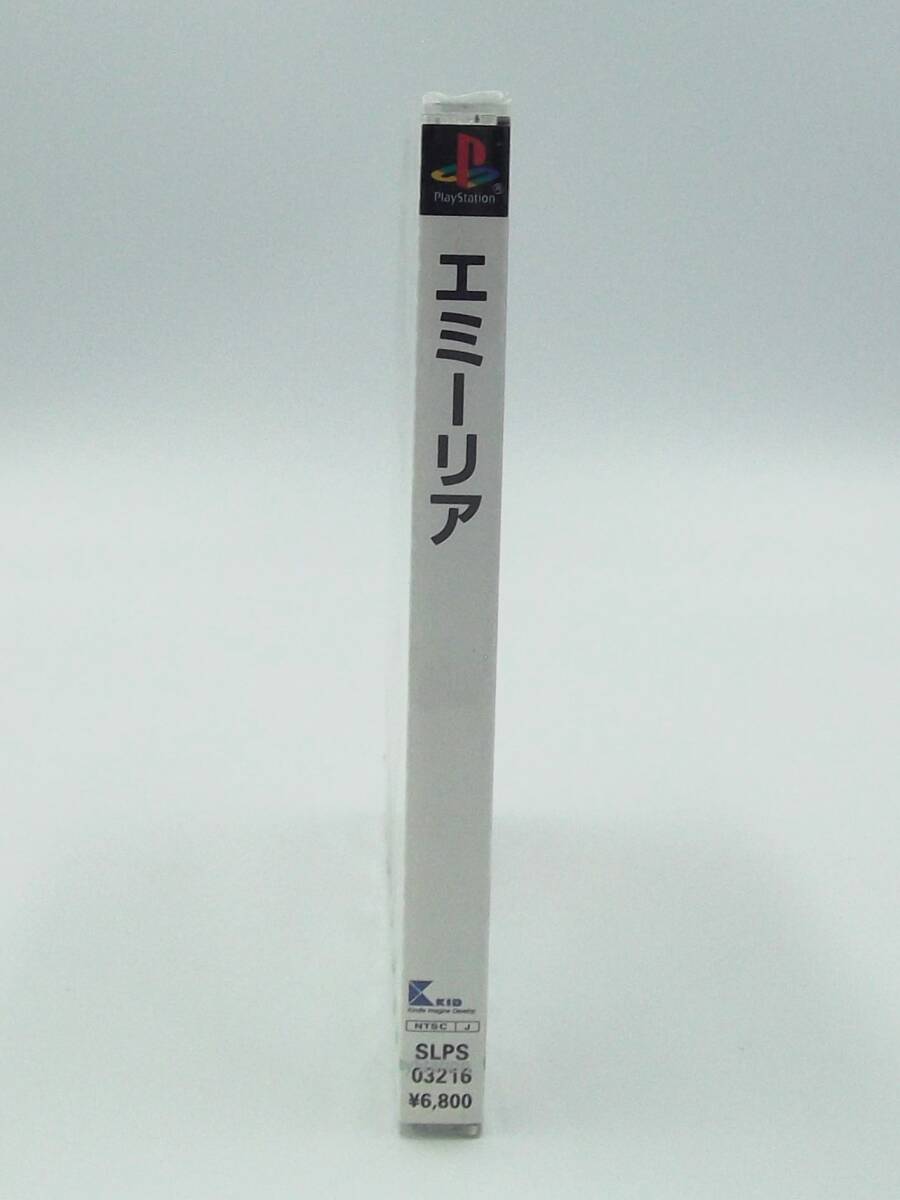 PlayStation®
エミーリア
KID
Kindle Imagine Develop
NTSC J
SLPS
03216
¥6,800